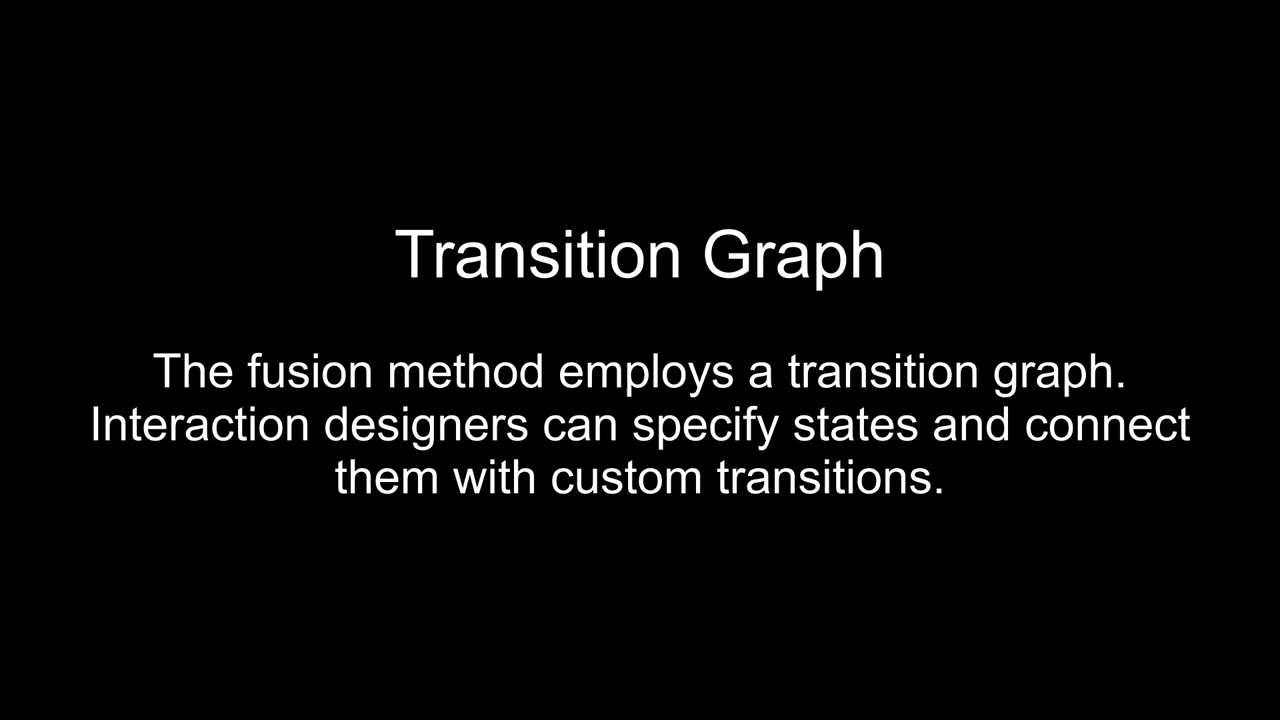 Transition Graph
The fusion method employs a transition graph.
Interaction designers can specify states and connect
them with custom transitions.